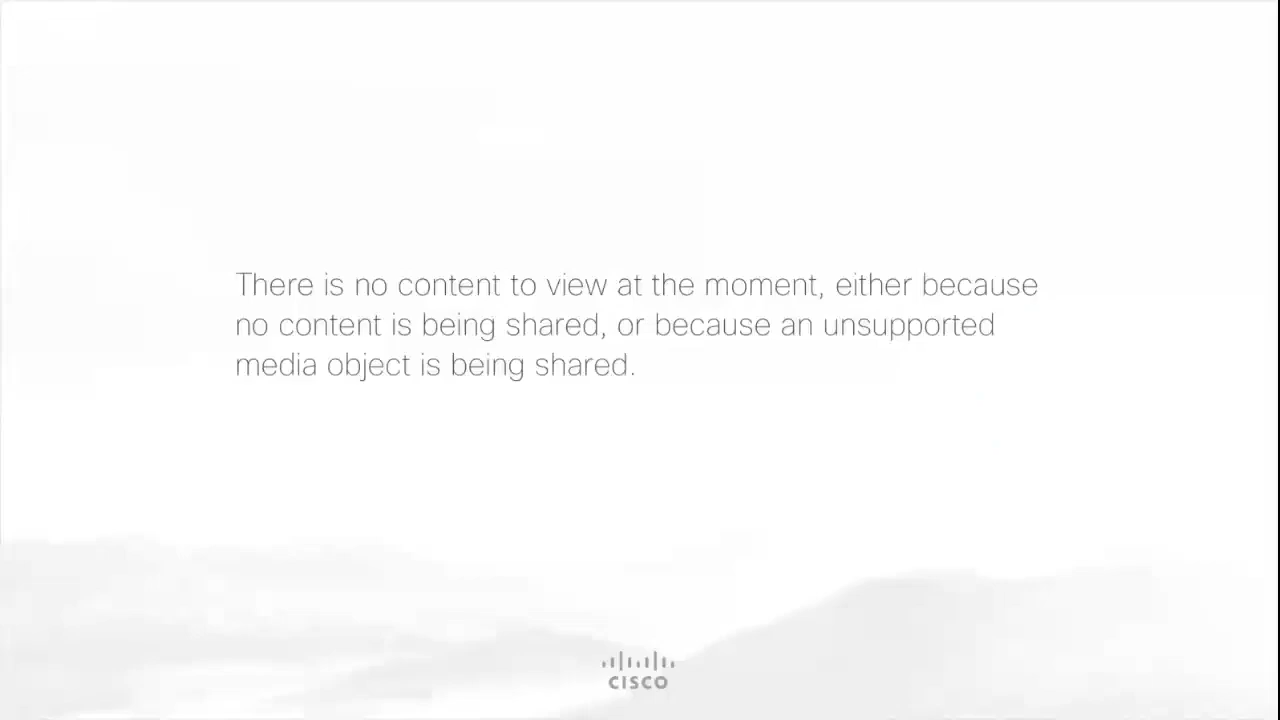 There is no content to view at the moment, either because
no content is being shared, or because an unsupported
media object is being shared.
CISCO